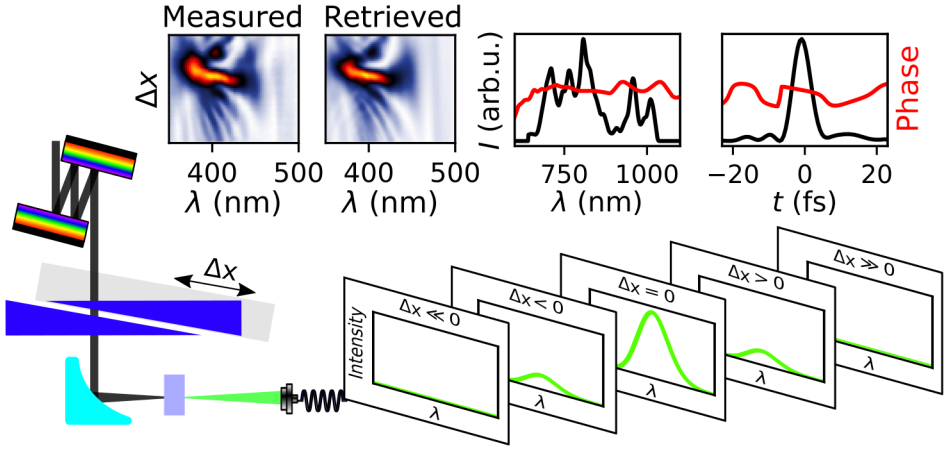 Measured
Retrieved
Δx
400
500
λ (nm)
400
500
λ (nm)
I (arb.u.)
750
1000
λ (nm)
Phase
−20
0
20
t (fs)
Δx
Δx ≪ 0
Intensity
λ
Δx < 0
λ
Δx = 0
λ
Δx > 0
λ
Δx ≫ 0
λ